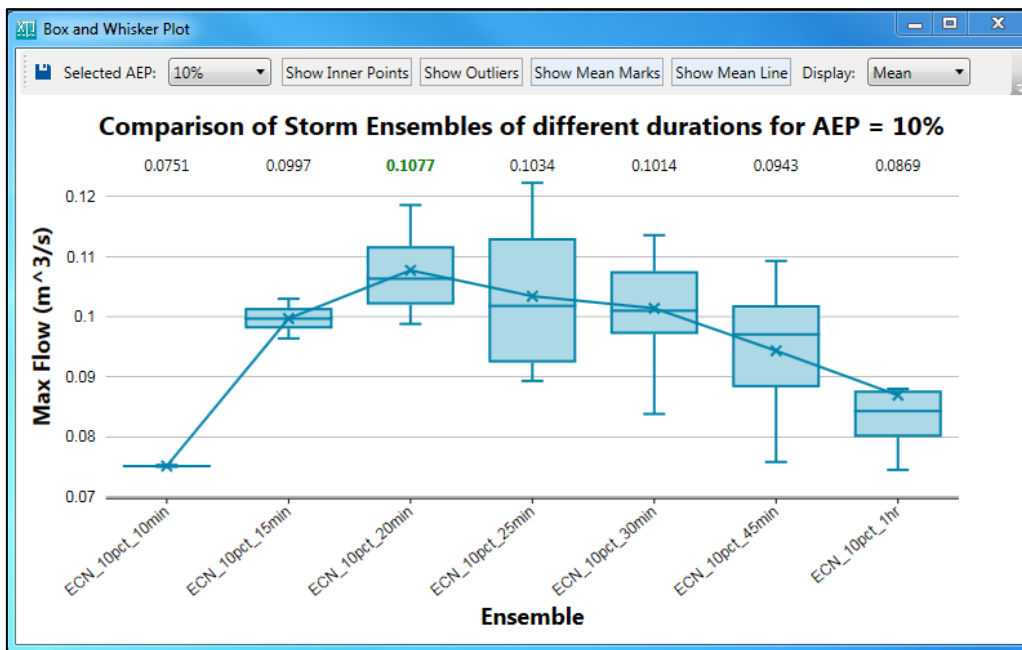 Box and Whisker Plot
Selected AEP: 10% Show Inner Points Show Outliers Show Mean Marks Show Mean Line Display: Mean
Comparison of Storm Ensembles of different durations for AEP = 10%
0.0751 0.0997 0.1077 0.1034 0.1014 0.0943 0.0869
Max Flow (m^3/s)
0.12
0.11
0.1
0.09
0.08
0.07
ECN_10pct_10min
ECN_10pct_15min
ECN_10pct_20min
ECN_10pct_25min
ECN_10pct_30min
ECN_10pct_45min
ECN_10pct_1hr
Ensemble